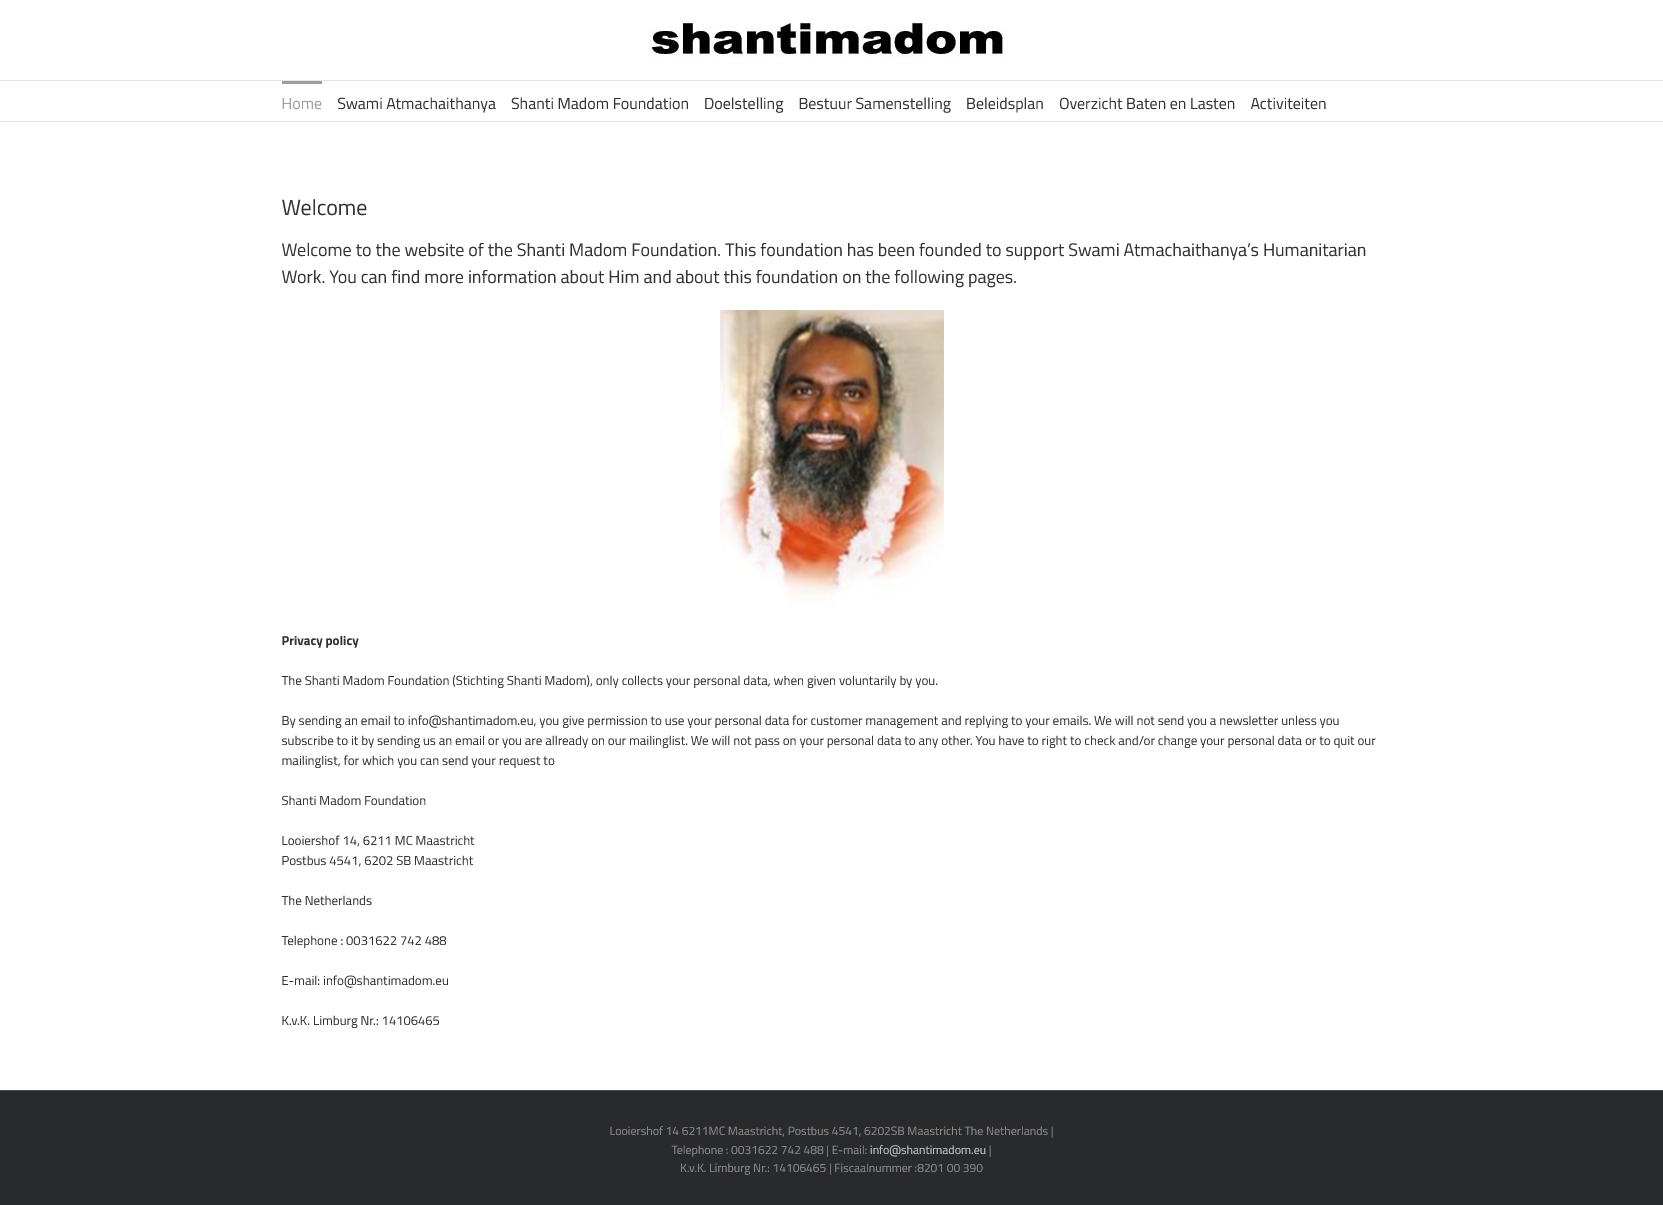 shantimadom
Home Swami Atmachaithanya Shanti Madom Foundation Doelstelling Bestuur Samenstelling Beleidsplan Overzicht Baten en Lasten Activiteiten
Welcome
Welcome to the website of the Shanti Madom Foundation. This foundation has been founded to support Swami Atmachaithanya’s Humanitarian
Work. You can find more information about Him and about this foundation on the following pages.
Privacy policy
The Shanti Madom Foundation (Stichting Shanti Madom), only collects your personal data, when given voluntarily by you.
By sending an email to info@shantimadom.eu, you give permission to use your personal data for customer management and replying to your emails. We will not send you a newsletter unless you
subscribe to it by sending us an email or you are allready on our mailinglist. We will not pass on your personal data to any other. You have to right to check and/or change your personal data or to quit our
mailinglist, for which you can send your request to
Shanti Madom Foundation
Looiershof 14, 6211 MC Maastricht
Postbus 4541, 6202 SB Maastricht
The Netherlands
Telephone : 0031622 742 488
E-mail: info@shantimadom.eu
K.v.K. Limburg Nr.: 14106465
Looiershof 14 6211MC Maastricht, Postbus 4541, 6202SB Maastricht The Netherlands |
Telephone : 0031622 742 488 | E-mail: info@shantimadom.eu |
K.v.K. Limburg Nr.: 14106465 | Fiscaalnummer :8201 00 390